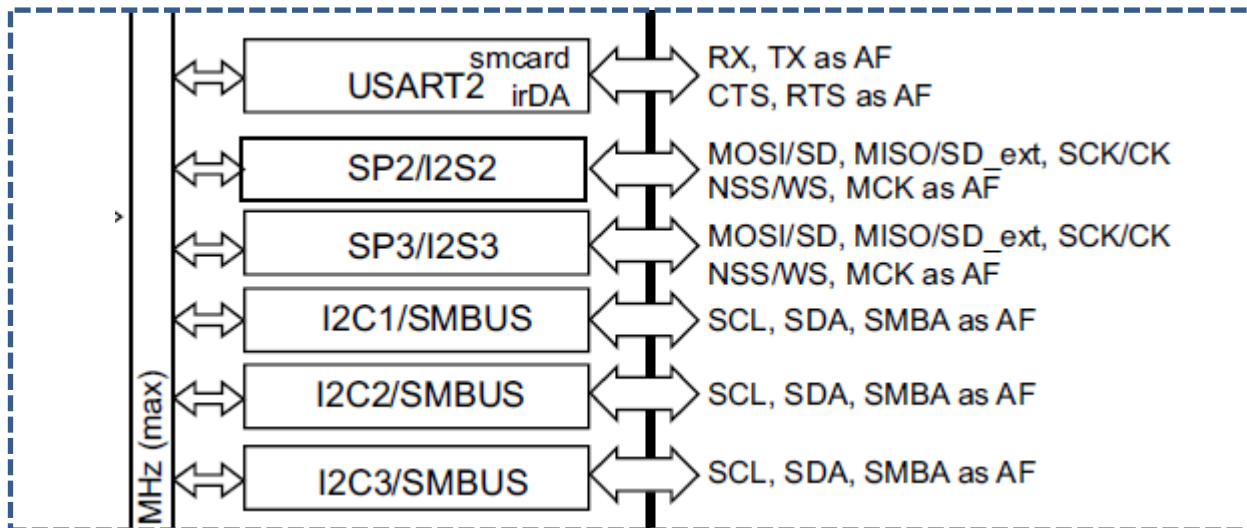 smcard
USART2 irDA
RX, TX as AF
CTS, RTS as AF
SP2/I2S2
MOSI/SD, MISO/SD_ext, SCK/CK
NSS/WS, MCK as AF
SP3/I2S3
MOSI/SD, MISO/SD_ext, SCK/CK
NSS/WS, MCK as AF
I2C1/SMBUS
SCL, SDA, SMBA as AF
I2C2/SMBUS
SCL, SDA, SMBA as AF
I2C3/SMBUS
SCL, SDA, SMBA as AF
MHz (max)